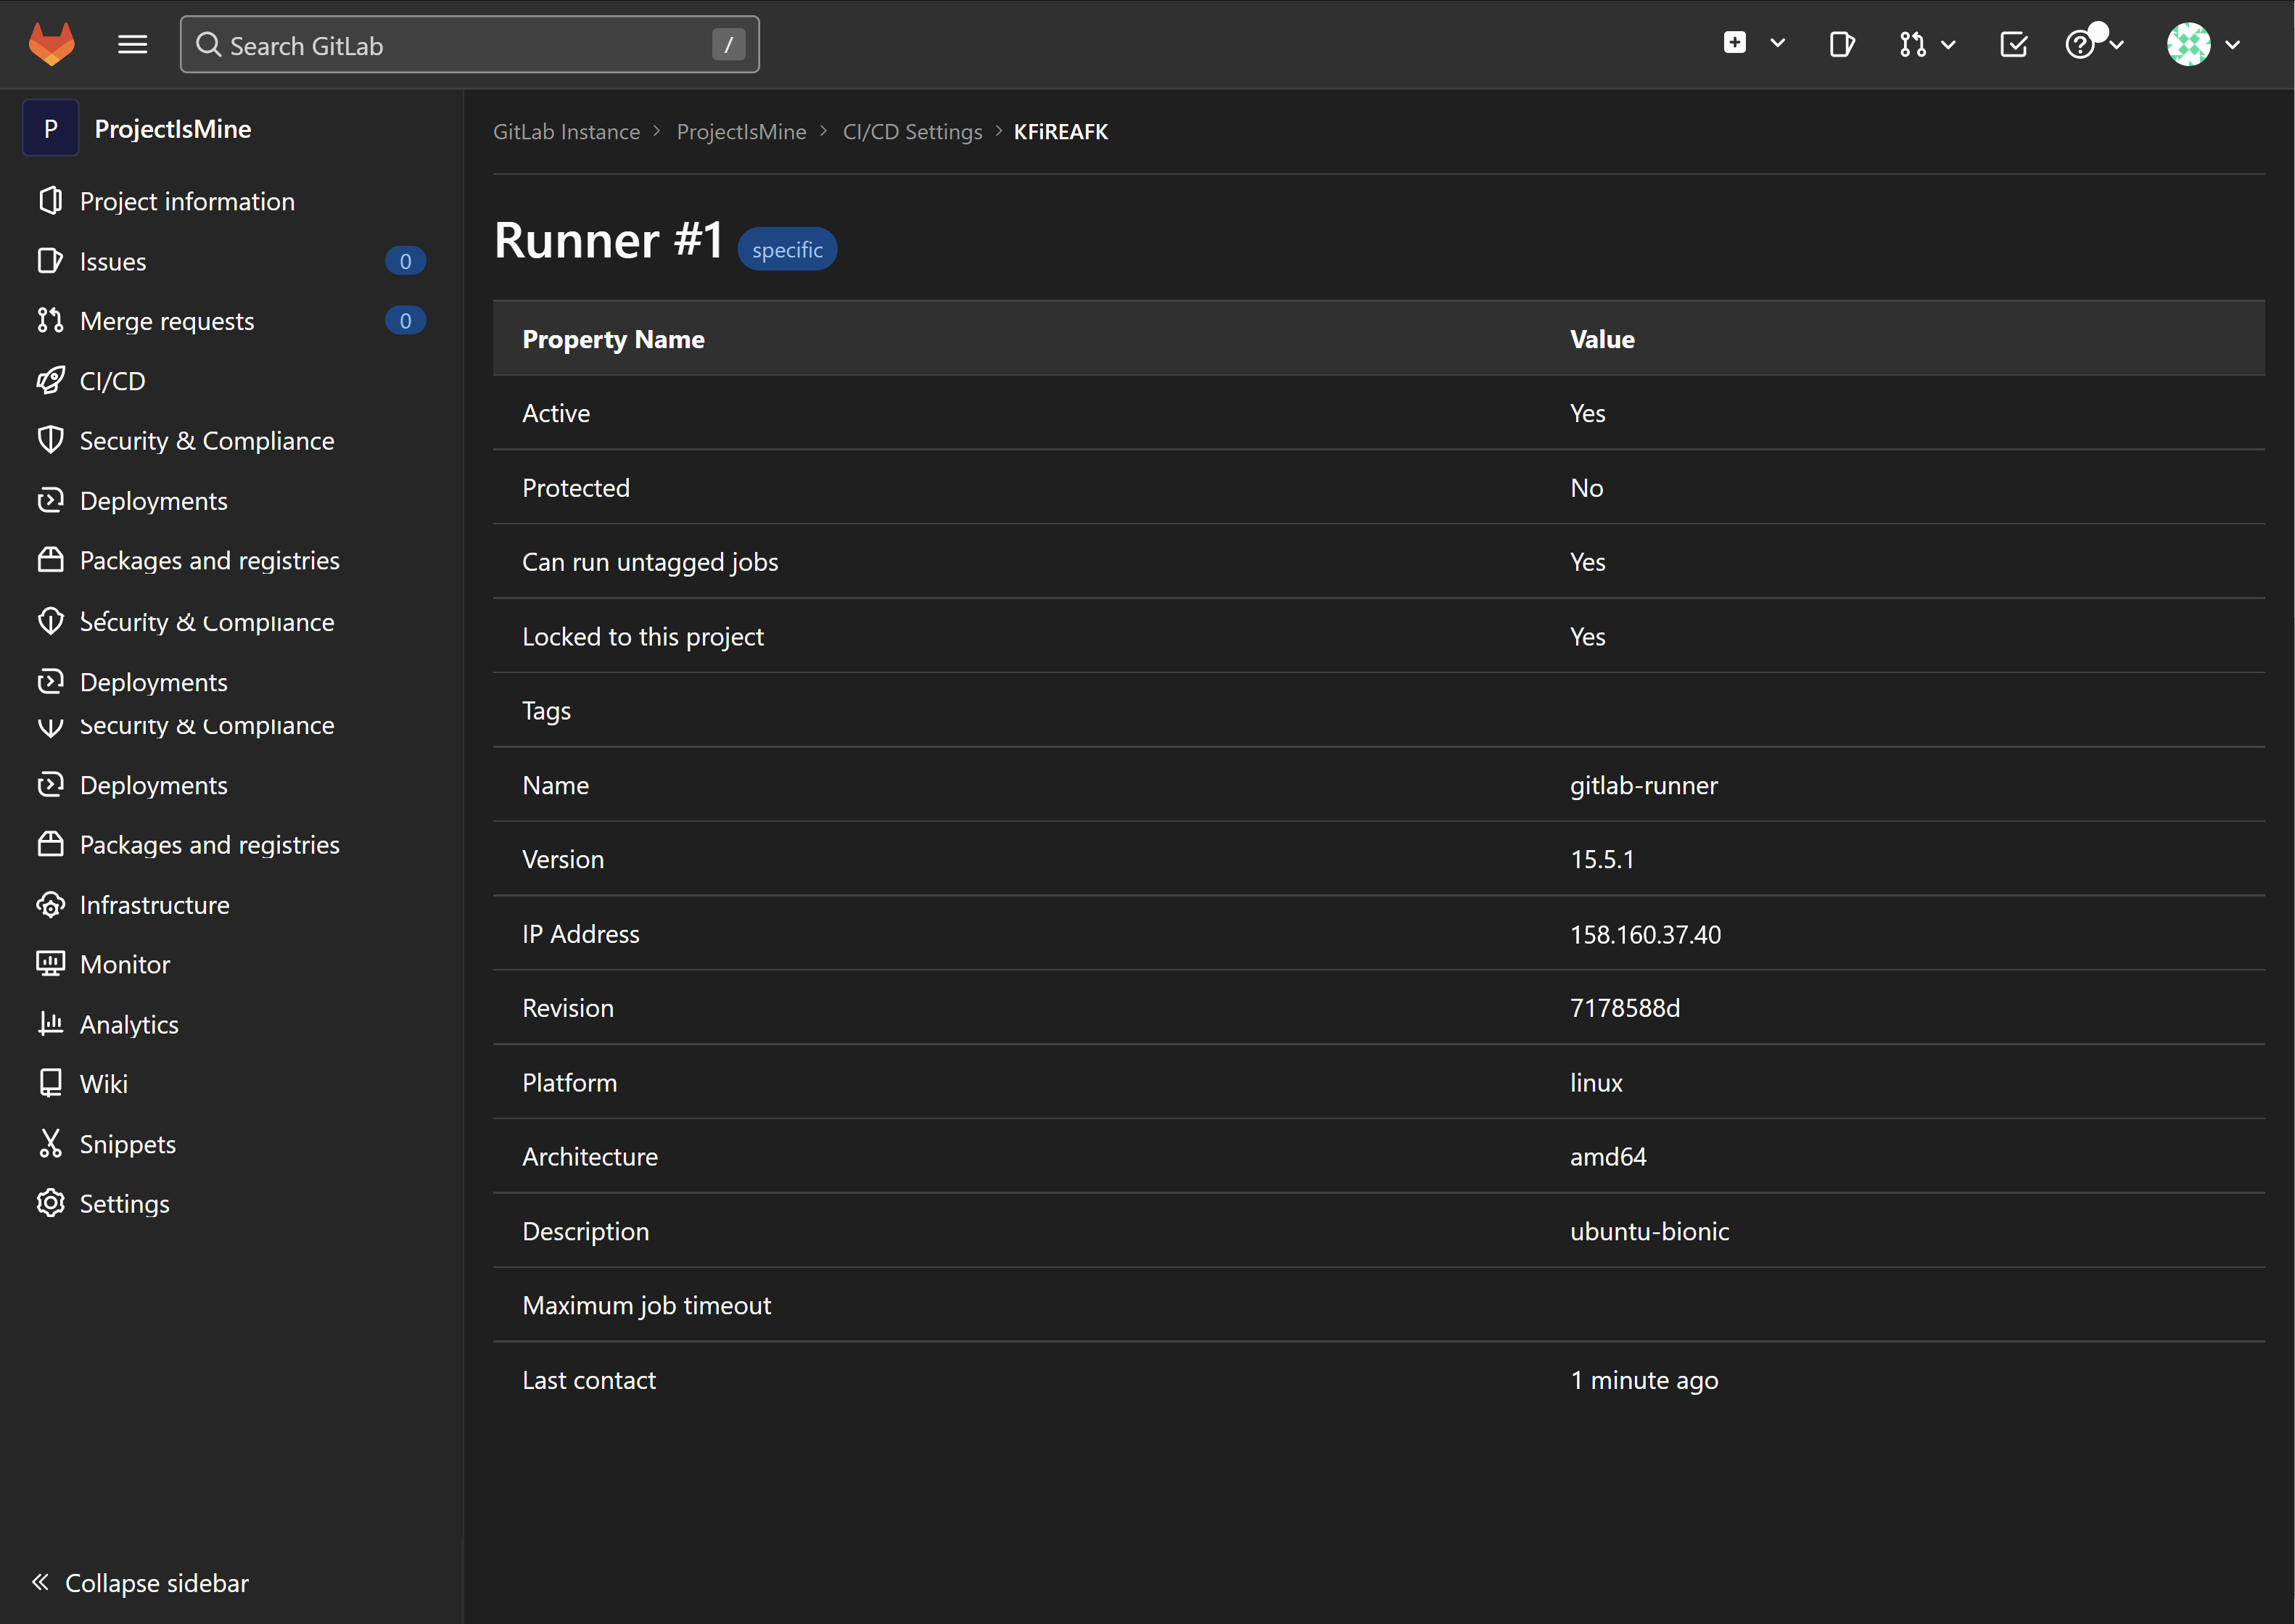 Search GitLab /
P ProjectIsMine
Project information
Issues 0
Merge requests 0
CI/CD
Security & Compliance
Deployments
Packages and registries
Security & Compliance
Deployments
Security & Compliance
Deployments
Packages and registries
Infrastructure
Monitor
Analytics
Wiki
Snippets
Settings
Collapse sidebar
GitLab Instance > ProjectIsMine > CI/CD Settings > KFiREAFK
Runner #1 specific
Property Name Value
Active Yes
Protected No
Can run untagged jobs Yes
Locked to this project Yes
Tags
Name gitlab-runner
Version 15.5.1
IP Address 158.160.37.40
Revision 7178588d
Platform linux
Architecture amd64
Description ubuntu-bionic
Maximum job timeout
Last contact 1 minute ago